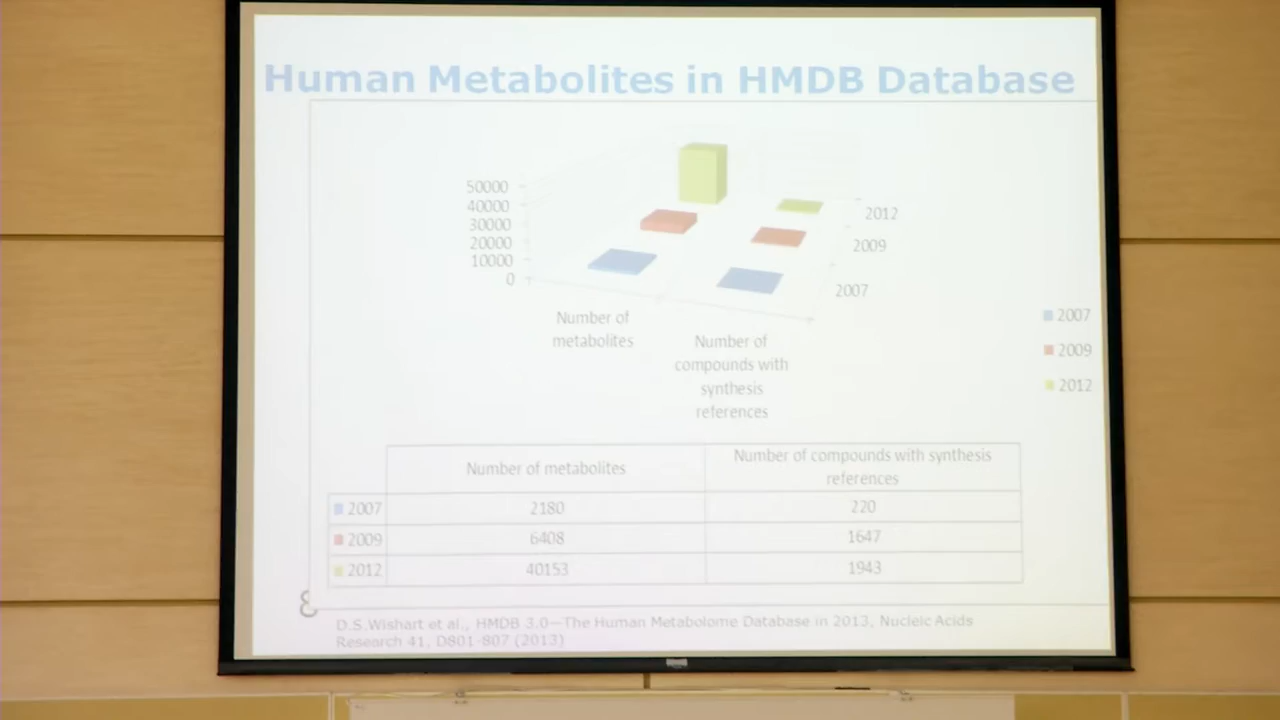 Human Metabolites in HMDB Database
50000
40000
30000
20000
10000
0
2012
2009
2007
Number of
metabolites
Number of
compounds with
synthesis
references
2007
2009
2012
Number of metabolites
Number of compounds with synthesis
references
2007 2180 220
2009 6408 1647
2012 40153 1943
8
D.S.Wishart et al., HMDB 3.0—The Human Metabolome Database in 2013, Nucleic Acids
Research 41, D801-807 (2013)